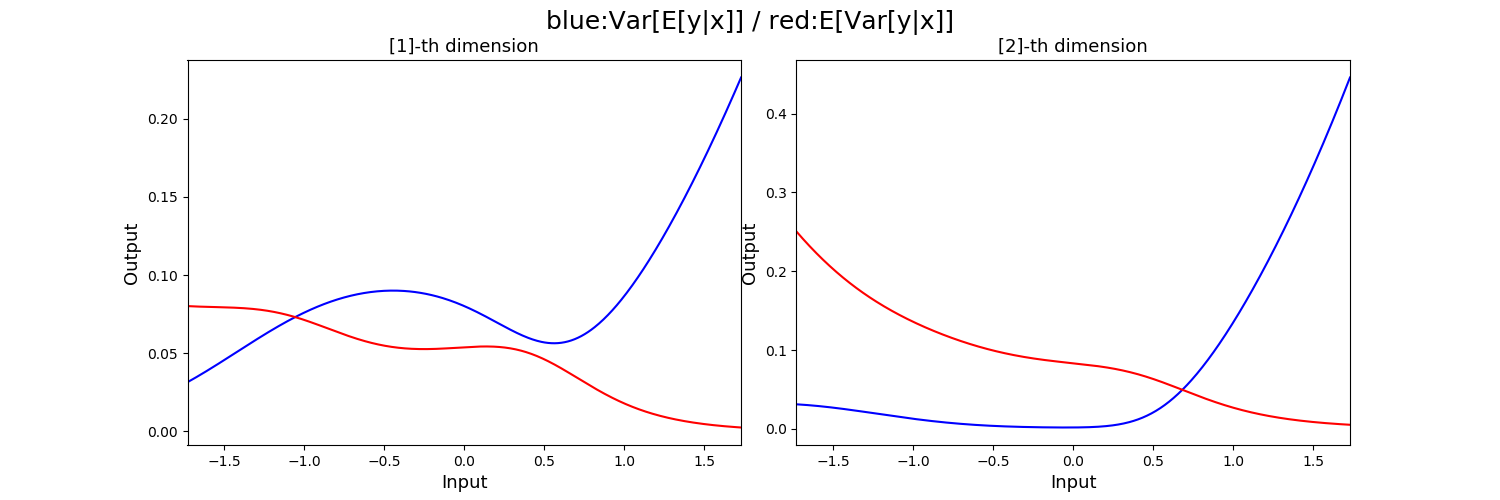 blue:Var[E[y|x]] / red:E[Var[y|x]]
[1]-th dimension
Output
0.20
0.15
0.10
0.05
0.00
−1.5 −1.0 −0.5 0.0 0.5 1.0 1.5
Input
[2]-th dimension
Output
0.4
0.3
0.2
0.1
0.0
−1.5 −1.0 −0.5 0.0 0.5 1.0 1.5
Input